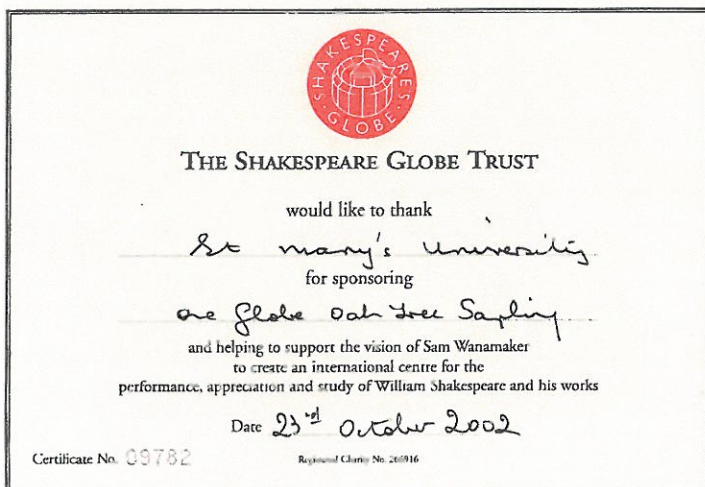 SHAKESPEARES · GLOBE ·
THE SHAKESPEARE GLOBE TRUST
would like to thank
St Mary's University
for sponsoring
one Globe Oak Tree Sapling
and helping to support the vision of Sam Wanamaker
to create an international centre for the
performance, appreciation and study of William Shakespeare and his works
Date 23rd October 2002
Certificate No. 09782
Registered Charity No. 266916